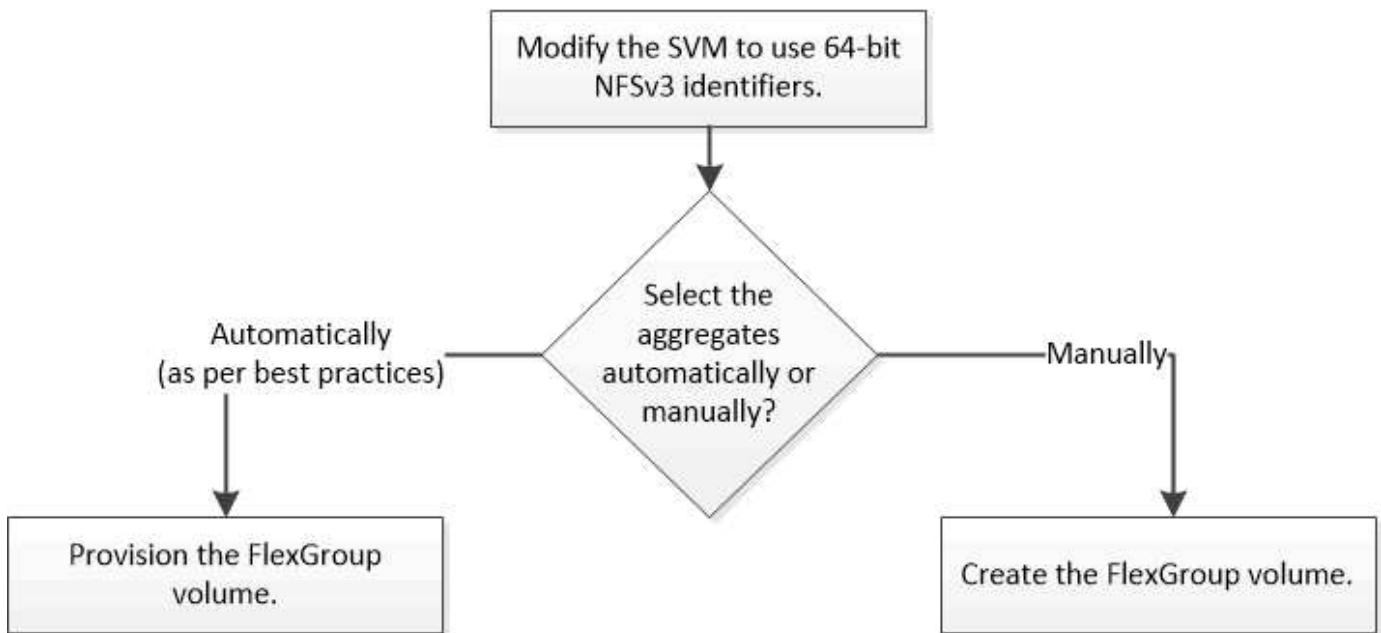 Modify the SVM to use 64-bit
NFSv3 identifiers.
Select the
aggregates
automatically or
manually?
Automatically
(as per best practices)
Manually
Provision the FlexGroup
volume.
Create the FlexGroup volume.